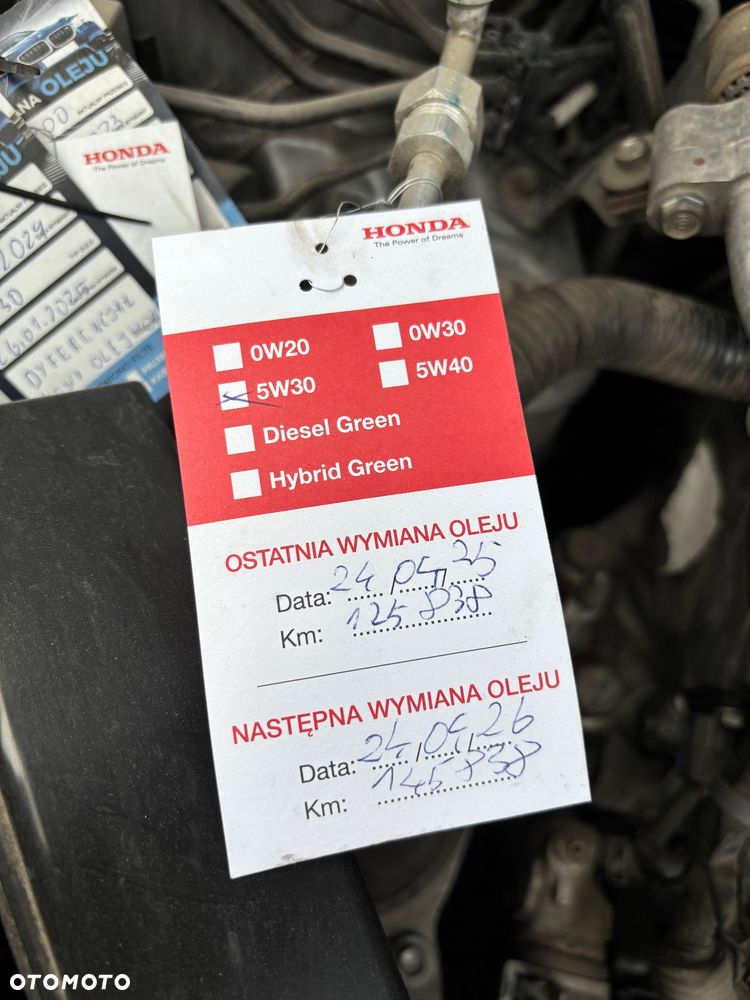 OLEJU
HONDA
The Power of Dreams
HONDA
The Power of Dreams
0W20
0W30
5W30
5W40
Diesel Green
Hybrid Green
OSTATNIA WYMIANA OLEJU
Data: 24,04,25
Km: 125 838
NASTĘPNA WYMIANA OLEJU
Data: 24,04,26
Km: 145 838
OTOMOTO